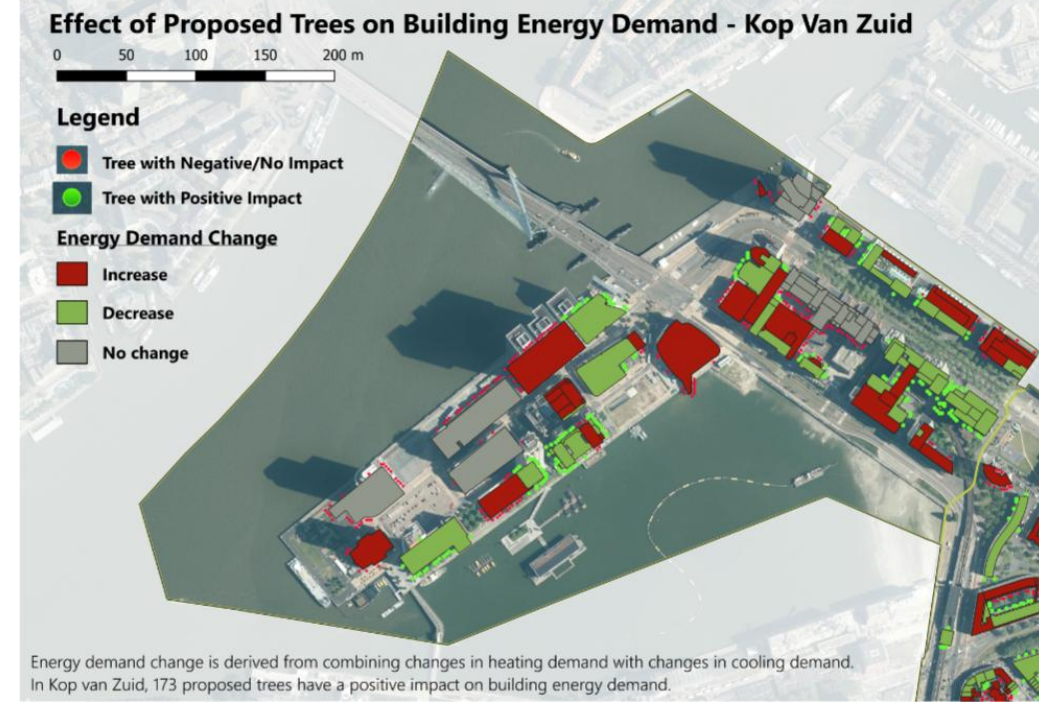 Effect of Proposed Trees on Building Energy Demand - Kop Van Zuid
0 50 100 150 200 m
Legend
Tree with Negative/No Impact
Tree with Positive Impact
Energy Demand Change
Increase
Decrease
No change
Energy demand change is derived from combining changes in heating demand with changes in cooling demand.
In Kop van Zuid, 173 proposed trees have a positive impact on building energy demand.